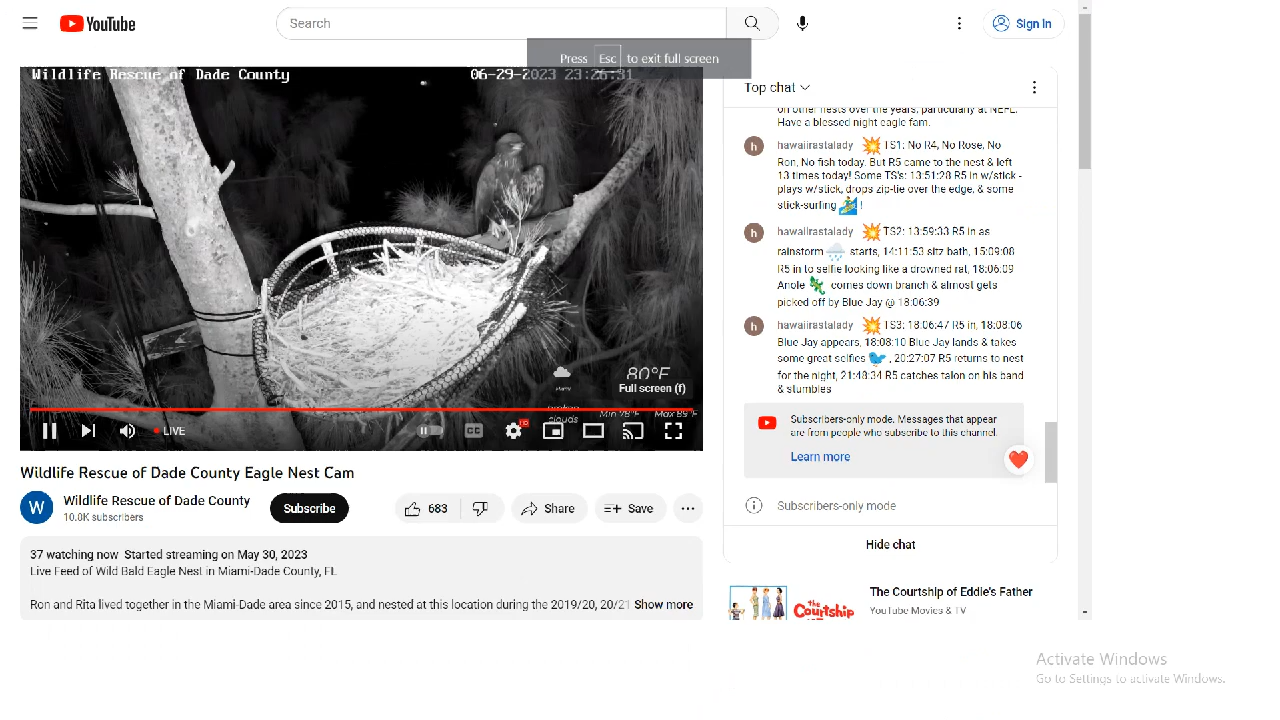 YouTube
Search
Sign In
Press Esc to exit full screen
Wildlife Rescue of Dade County
06-29-2023 23:26:31
80°F
Full screen (f)
clouds
Min 78°F Max 89°F
LIVE
CC
HD
Wildlife Rescue of Dade County Eagle Nest Cam
W
Wildlife Rescue of Dade County
10.0K subscribers
Subscribe
683
Share
Save
37 watching now Started streaming on May 30, 2023
Live Feed of Wild Bald Eagle Nest in Miami-Dade County, FL
Ron and Rita lived together in the Miami-Dade area since 2015, and nested at this location during the 2019/20, 20/21 Show more
Top chat
on other nests over the years, particularly at NEFL.
Have a blessed night eagle fam.
h
hawaiirastalady 💥 TS1: No R4, No Rose, No
Ron, No fish today. But R5 came to the nest & left
13 times today! Some TS's: 13:51:28 R5 in w/stick -
plays w/stick, drops zip-tie over the edge, & some
stick-surfing 🏄 !
h
hawaiirastalady 💥 TS2: 13:59:33 R5 in as
rainstorm 🌧 starts, 14:11:53 sitz bath, 15:09:08
R5 in to selfie looking like a drowned rat, 18:06:09
Anole 🦎 comes down branch & almost gets
picked off by Blue Jay @ 18:06:39
h
hawaiirastalady 💥 TS3: 18:06:47 R5 in, 18:08:06
Blue Jay appears, 18:08:10 Blue Jay lands & takes
some great selfies 🐦 , 20:27:07 R5 returns to nest
for the night, 21:48:34 R5 catches talon on his band
& stumbles
Subscribers-only mode. Messages that appear
are from people who subscribe to this channel.
Learn more
Subscribers-only mode
Hide chat
The Courtship
The Courtship of Eddie's Father
YouTube Movies & TV
Activate Windows
Go to Settings to activate Windows.